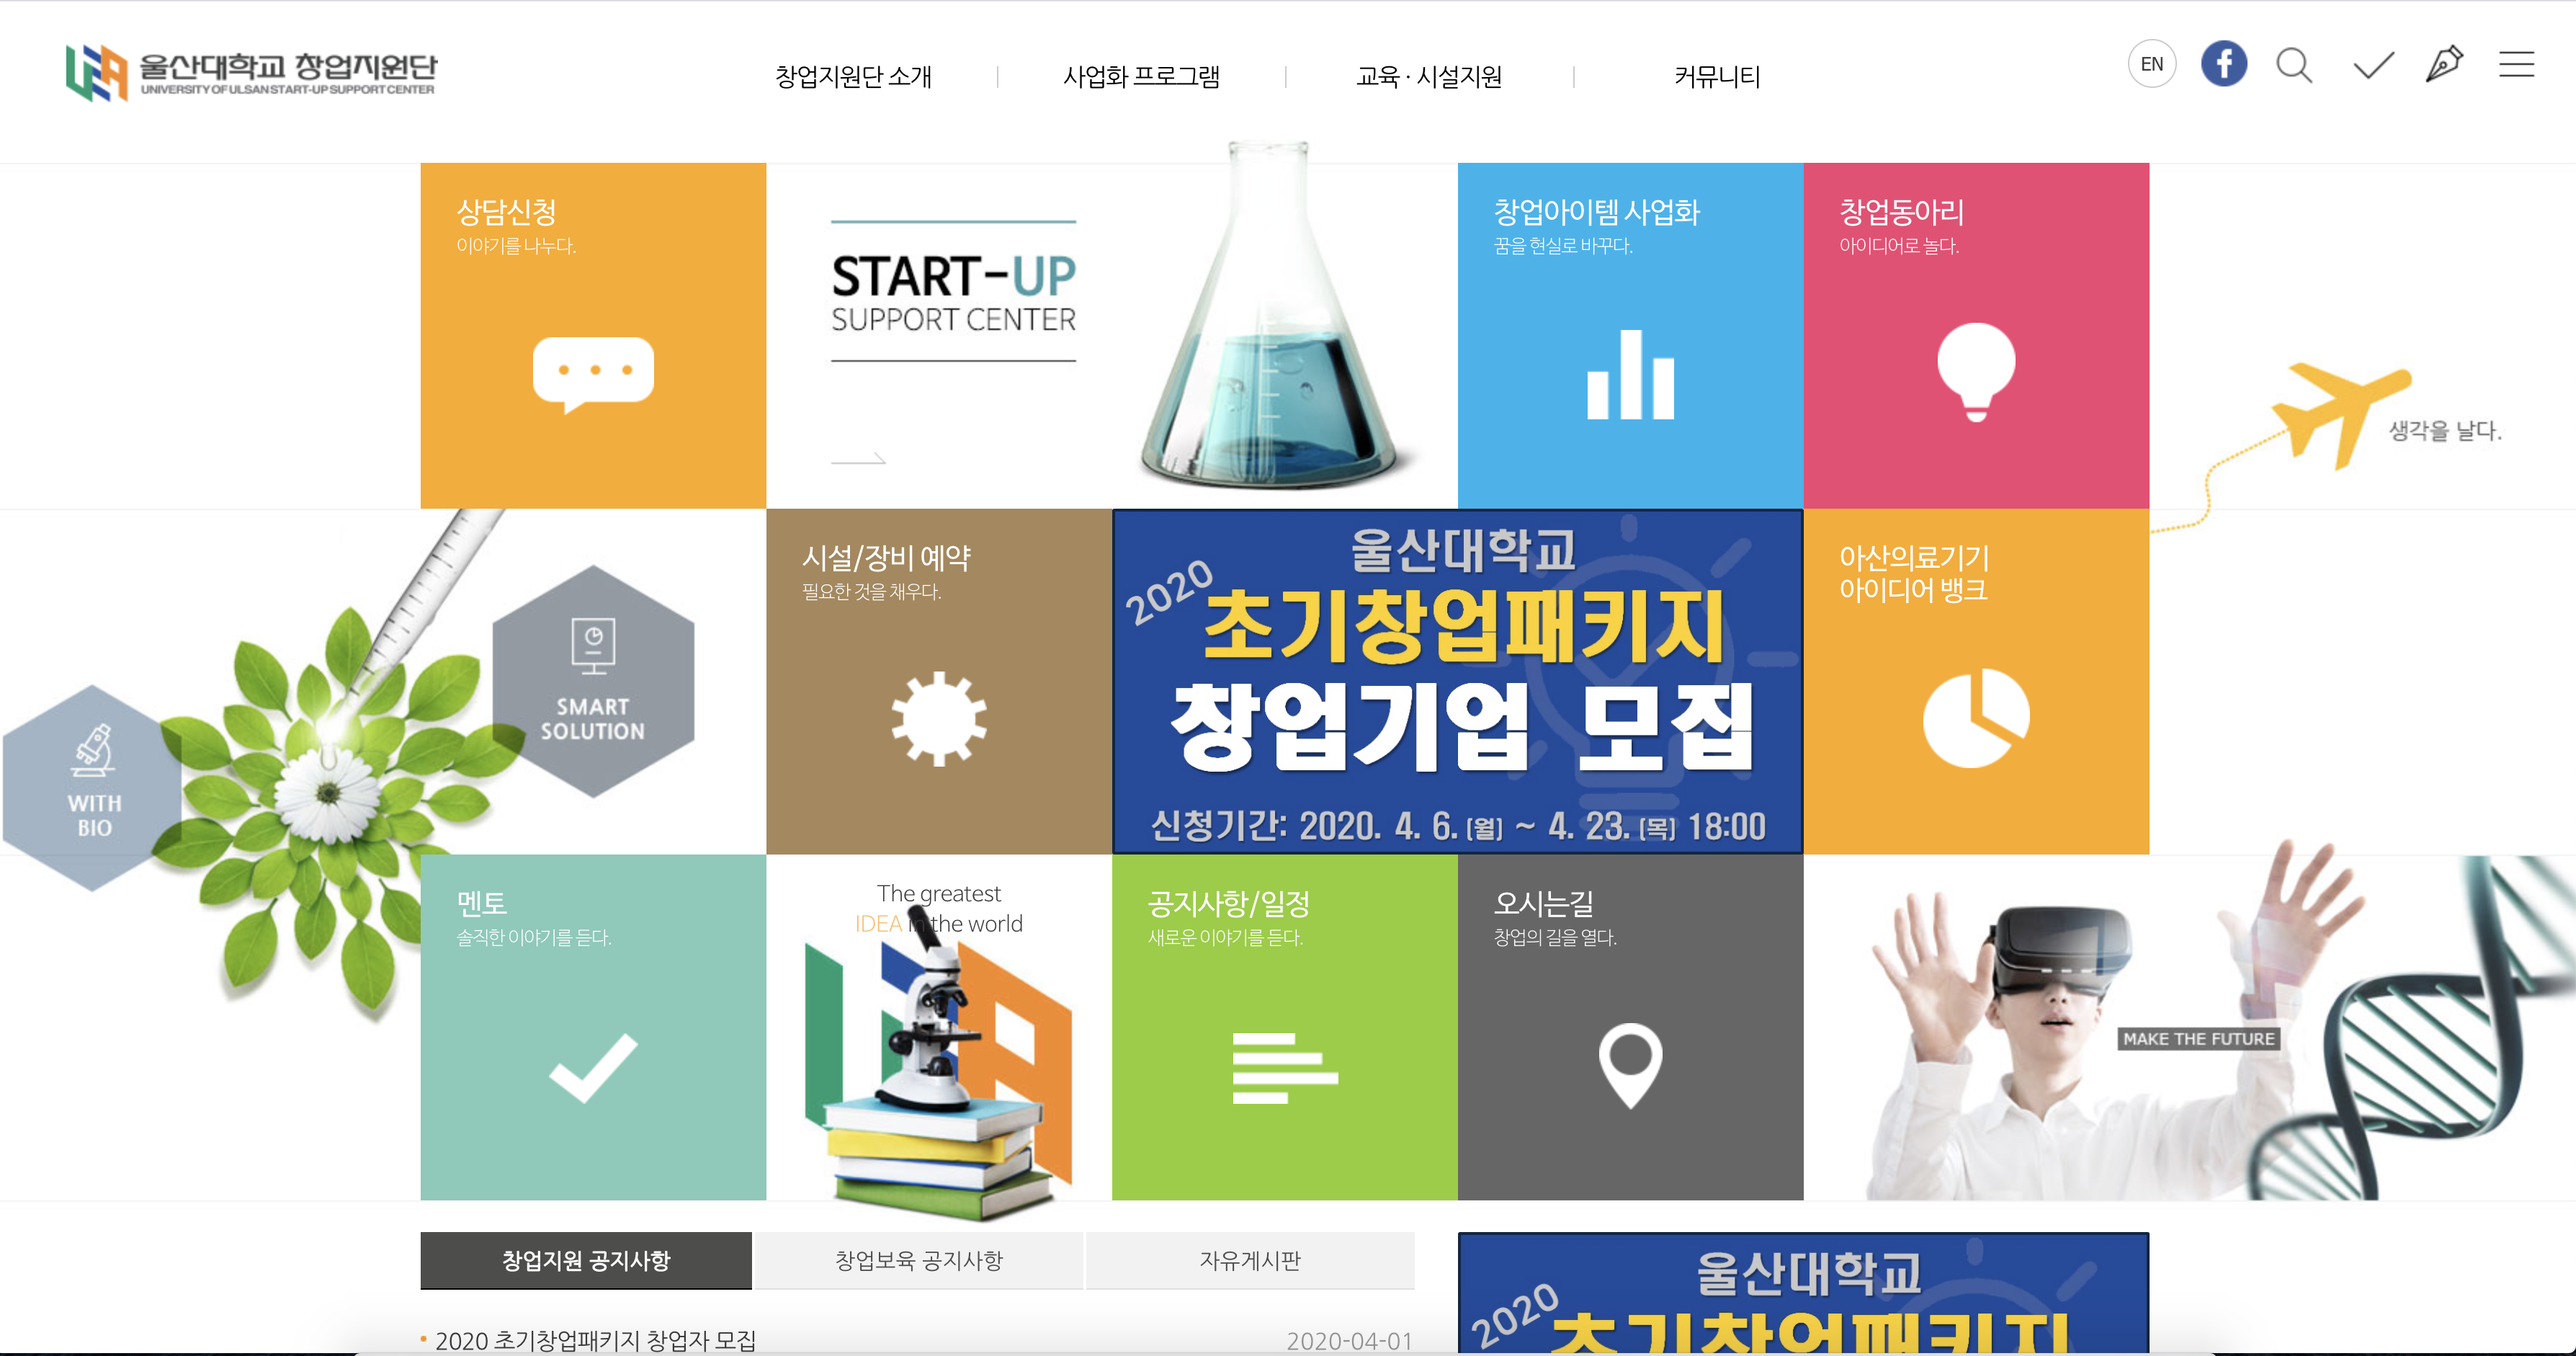 울산대학교 창업지원단
UNIVERSITY OF ULSAN START-UP SUPPORT CENTER
창업지원단 소개
사업화 프로그램
교육 · 시설지원
커뮤니티
EN
상담신청
이야기를 나누다.
START-UP
SUPPORT CENTER
창업아이템 사업화
꿈을 현실로 바꾸다.
창업동아리
아이디어로 놀다.
생각을 날다.
WITH
BIO
SMART
SOLUTION
시설/장비 예약
필요한 것을 채우다.
2020
울산대학교
초기창업패키지
창업기업 모집
신청기간: 2020. 4. 6. (월) ~ 4. 23. (목) 18:00
아산의료기기
아이디어 뱅크
멘토
솔직한 이야기를 듣다.
The greatest
IDEA in the world
공지사항/일정
새로운 이야기를 듣다.
오시는길
창업의 길을 열다.
MAKE THE FUTURE
창업지원 공지사항
창업보육 공지사항
자유게시판
2020 초기창업패키지 창업자 모집
2020-04-01
2020
울산대학교
초기창업패키지